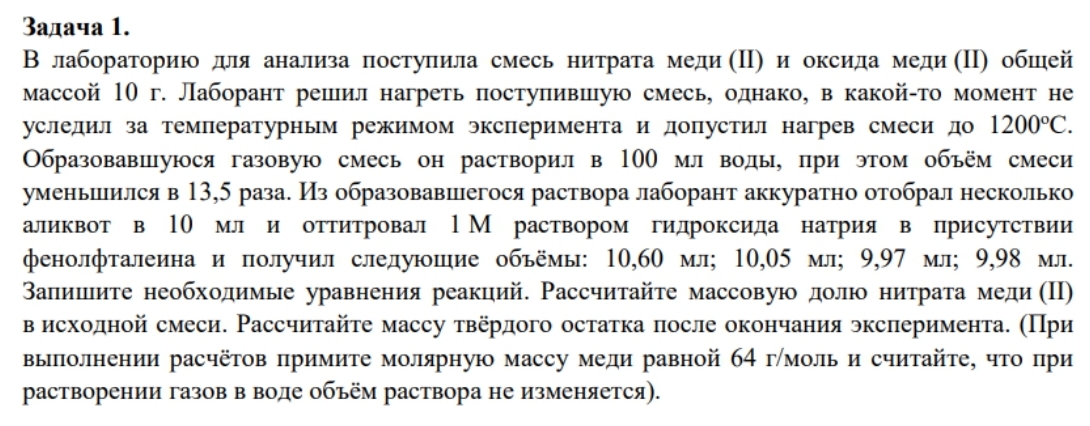 Задача 1.
В лабораторию для анализа поступила смесь нитрата меди (II) и оксида меди (II) общей
массой 10 г. Лаборант решил нагреть поступившую смесь, однако, в какой-то момент не
уследил за температурным режимом эксперимента и допустил нагрев смеси до 1200°С.
Образовавшуюся газовую смесь он растворил в 100 мл воды, при этом объём смеси
уменьшился в 13,5 раза. Из образовавшегося раствора лаборант аккуратно отобрал несколько
аликвот в 10 мл и оттитровал 1 М раствором гидроксида натрия в присутствии
фенолфталеина и получил следующие объёмы: 10,60 мл; 10,05 мл; 9,97 мл; 9,98 мл.
Запишите необходимые уравнения реакций. Рассчитайте массовую долю нитрата меди (II)
в исходной смеси. Рассчитайте массу твёрдого остатка после окончания эксперимента. (При
выполнении расчётов примите молярную массу меди равной 64 г/моль и считайте, что при
растворении газов в воде объём раствора не изменяется).